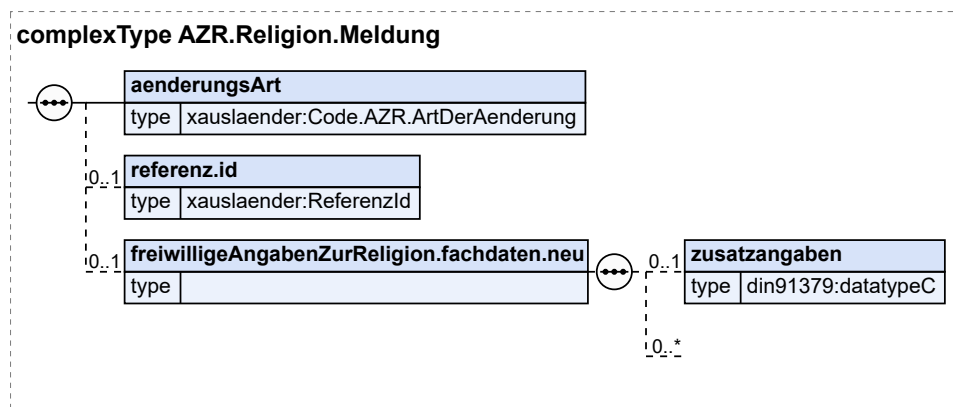 complexType AZR.Religion.Meldung
aenderungsArt
type xauslaender:Code.AZR.ArtDerAenderung
0..1 referenz.id
type xauslaender:ReferenzId
0..1 freiwilligeAngabenZurReligion.fachdaten.neu 0..1 zusatzangaben
type type din91379:datatypeC
0..*